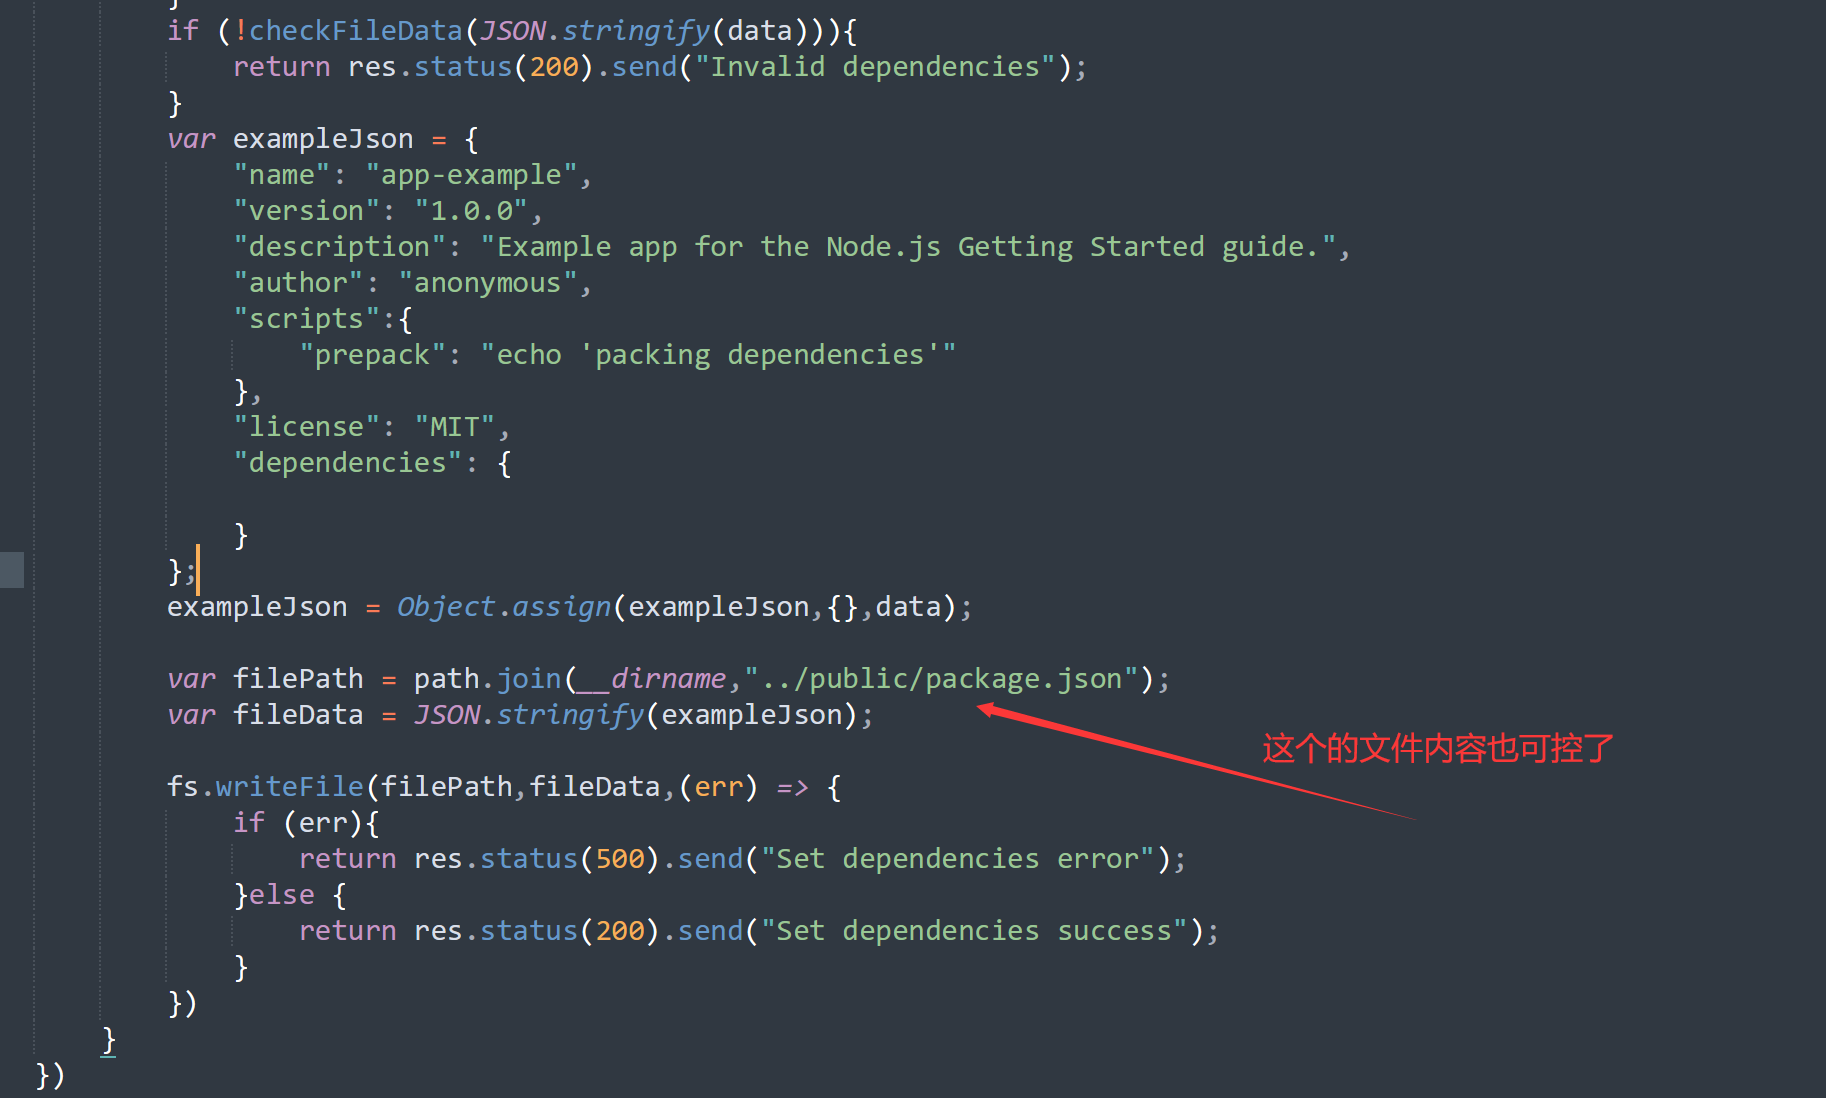 }
if (!checkFileData(JSON.stringify(data))){
return res.status(200).send("Invalid dependencies");
}
var exampleJson = {
"name": "app-example",
"version": "1.0.0",
"description": "Example app for the Node.js Getting Started guide.",
"author": "anonymous",
"scripts":{
"prepack": "echo 'packing dependencies'"
},
"license": "MIT",
"dependencies": {
}
};
exampleJson = Object.assign(exampleJson,{},data);
var filePath = path.join(__dirname,"../public/package.json");
var fileData = JSON.stringify(exampleJson);
这个的文件内容也可控了
fs.writeFile(filePath,fileData,(err) => {
if (err){
return res.status(500).send("Set dependencies error");
}else {
return res.status(200).send("Set dependencies success");
}
})
}
})